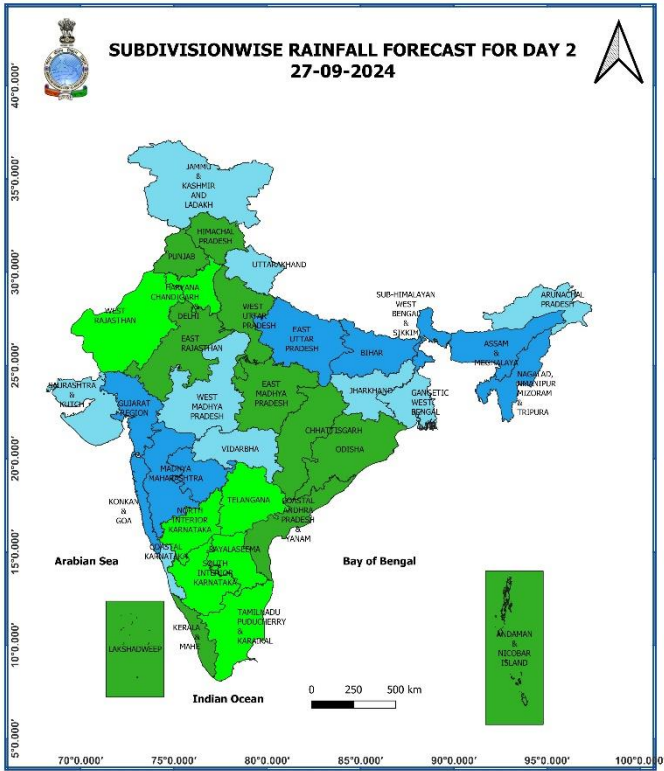 SUBDIVISIONWISE RAINFALL FORECAST FOR DAY 2
27-09-2024
40°0.000'
35°0.000'
30°0.000'
25°0.000'
20°0.000'
15°0.000'
10°0.000'
5°0.000'
JAMMU
&
KASHMIR
AND
LADAKH
HIMACHAL
PRADESH
PUNJAB
UTTARAKHAND
HARYANA
CHANDIGARH
&
DELHI
WEST
RAJASTHAN
WEST
UTTAR
PRADESH
EAST
RAJASTHAN
EAST
UTTAR
PRADESH
BIHAR
SUB-HIMALAYAN
WEST
BENGAL
&
SIKKIM
ARUNACHAL
PRADESH
ASSAM
&
MEGHALAYA
MANIPUR
MIZORAM
&
TRIPURA
SAURASHTRA
&
KUTCH
GUJARAT
REGION
WEST
MADHYA
PRADESH
EAST
MADHYA
PRADESH
JHARKHAND
GANGETIC
WEST
BENGAL
CHHATTISGARH
ODISHA
VIDARBHA
MADHYA
MAHARASHTRA
KONKAN
&
GOA
TELANGANA
NORTH
INTERIOR
KARNATAKA
COASTAL
ANDHRA
PRADESH
&
YANAM
COASTAL
KARNATAKA
RAYALASEEMA
SOUTH
INTERIOR
KARNATAKA
TAMILNADU
PUDUCHERRY
&
KARAIKAL
KERALA
&
MAHE
LAKSHADWEEP
ANDAMAN
&
NICOBAR
ISLAND
Arabian Sea
Bay of Bengal
Indian Ocean
0 250 500 km
70°0.000' 75°0.000' 80°0.000' 85°0.000' 90°0.000' 95°0.000' 100°0.000'